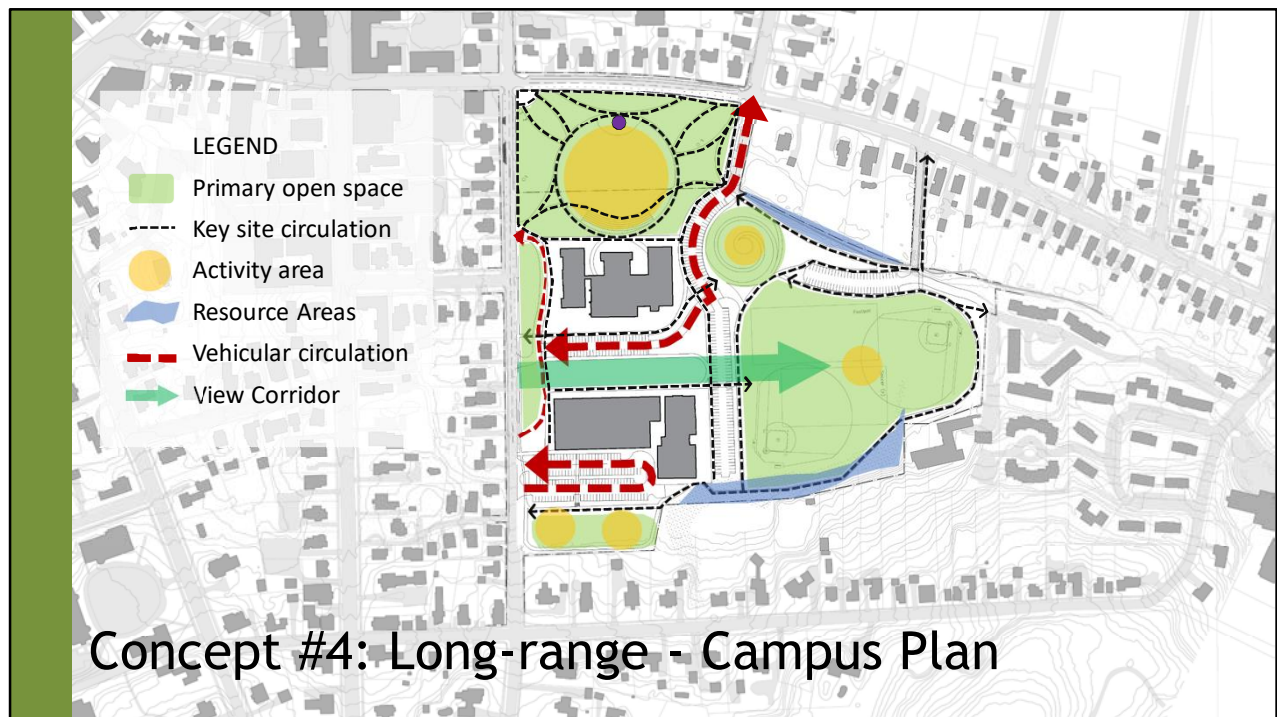 LEGEND
Primary open space
Key site circulation
Activity area
Resource Areas
Vehicular circulation
View Corridor
Concept #4: Long-range - Campus Plan